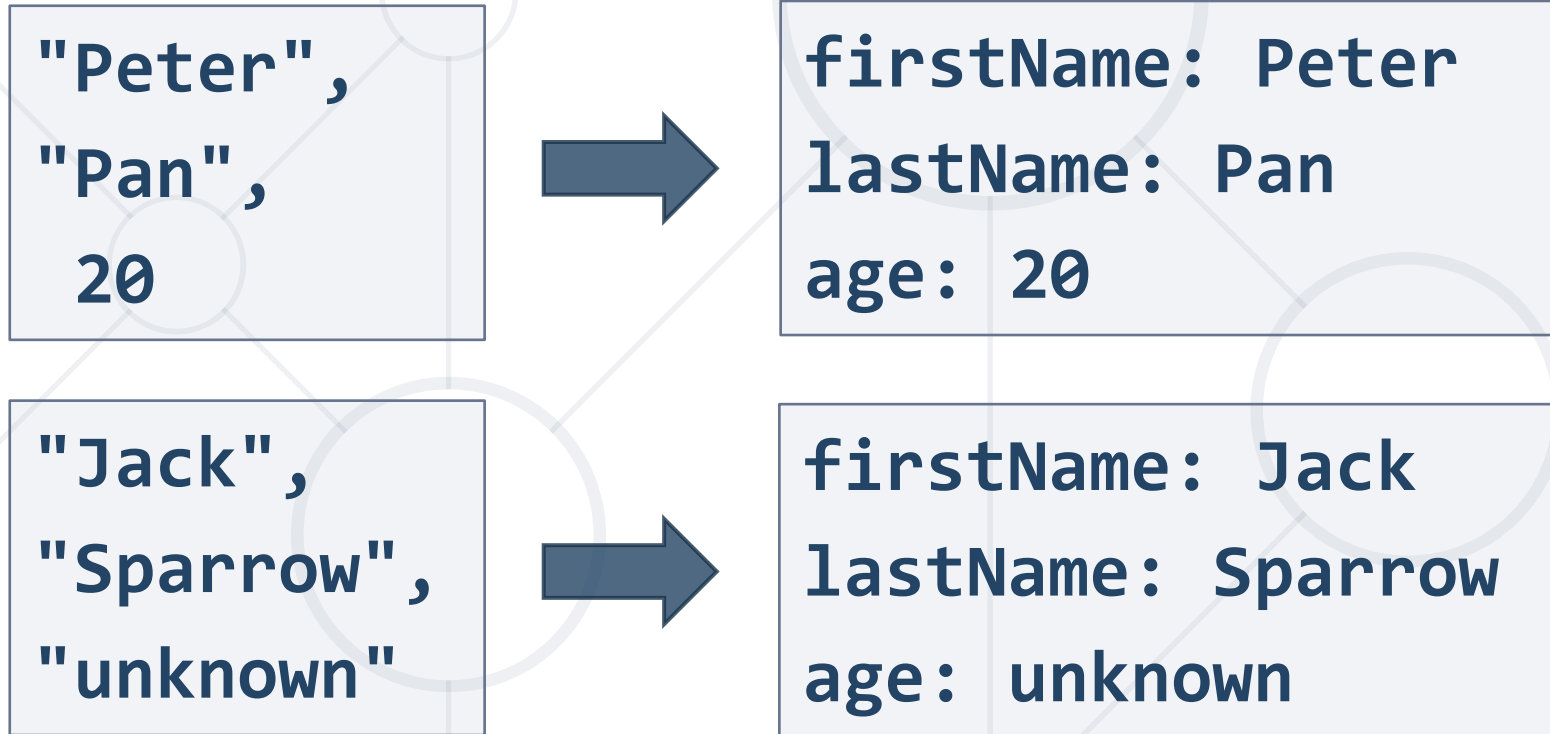 "Peter",
"Pan",
20
firstName: Peter
lastName: Pan
age: 20
"Jack",
"Sparrow",
"unknown"
firstName: Jack
lastName: Sparrow
age: unknown